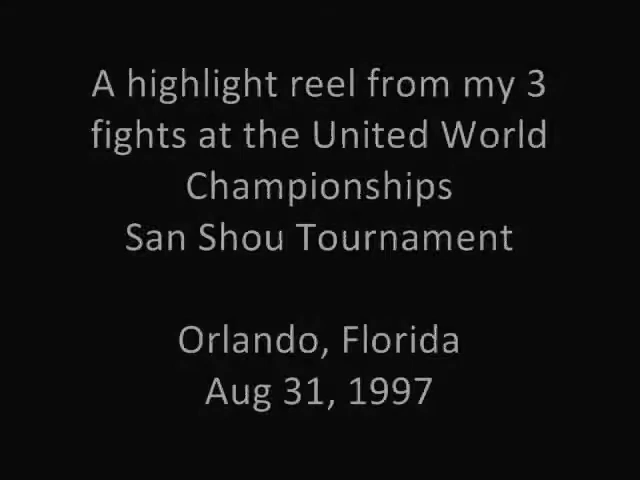 A highlight reel from my 3
fights at the United World
Championships
San Shou Tournament
Orlando, Florida
Aug 31, 1997